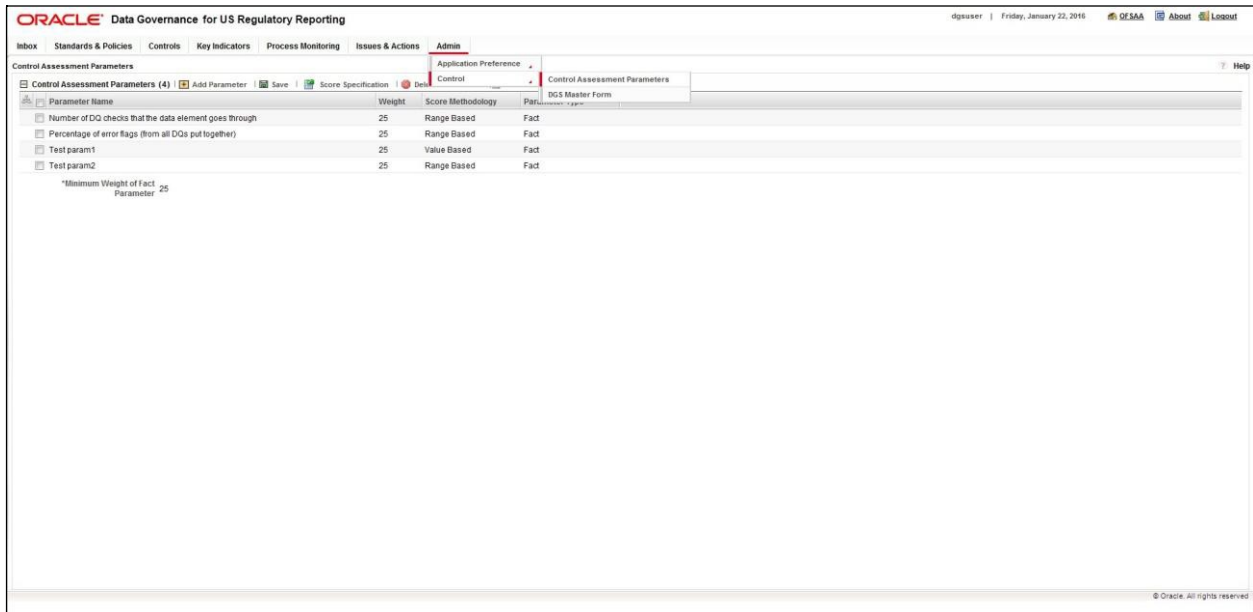 ORACLE® Data Governance for US Regulatory Reporting
dgsuser | Friday, January 22, 2016 OFSAA About Logout
Inbox Standards & Policies Controls Key Indicators Process Monitoring Issues & Actions Admin
Application Preference
Control
Control Assessment Parameters
DGS Master Form
Control Assessment Parameters
Help
Control Assessment Parameters (4) Add Parameter Save Score Specification
Parameter Name Weight Score Methodology
Number of DQ checks that the data element goes through 25 Range Based Fact
Percentage of error flags (from all DQs put together) 25 Range Based Fact
Test param1 25 Value Based Fact
Test param2 25 Range Based Fact
*Minimum Weight of Fact
Parameter 25
© Oracle. All rights reserved